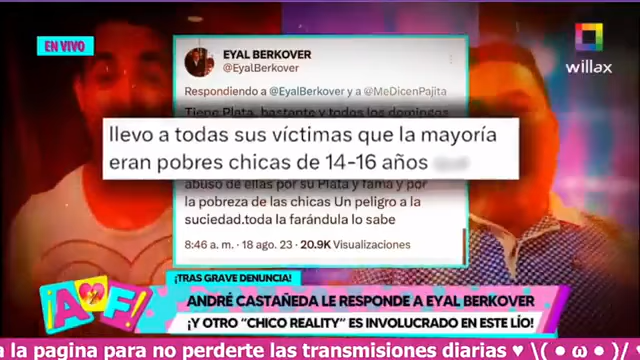 EN VIVO
willax
EYAL BERKOVER
@EyalBerkover
Respondiendo a @EyalBerkover y a @MeDicenPajita
Tiene Plata, bastante y todos los domingos
llevo a todas sus víctimas que la mayoría
eran pobres chicas de 14-16 años
abuso de ellas por su Plata y fama y por
la pobreza de las chicas Un peligro a la
suciedad.toda la farándula lo sabe
8:46 a. m. · 18 ago. 23 · 20.9K Visualizaciones
¡TRAS GRAVE DENUNCIA!
¡A F!
ANDRÉ CASTAÑEDA LE RESPONDE A EYAL BERKOVER
¡Y OTRO "CHICO REALITY" ES INVOLUCRADO EN ESTE LÍO!
a la pagina para no perderte las transmisiones diarias ♥ \( • ω • )/